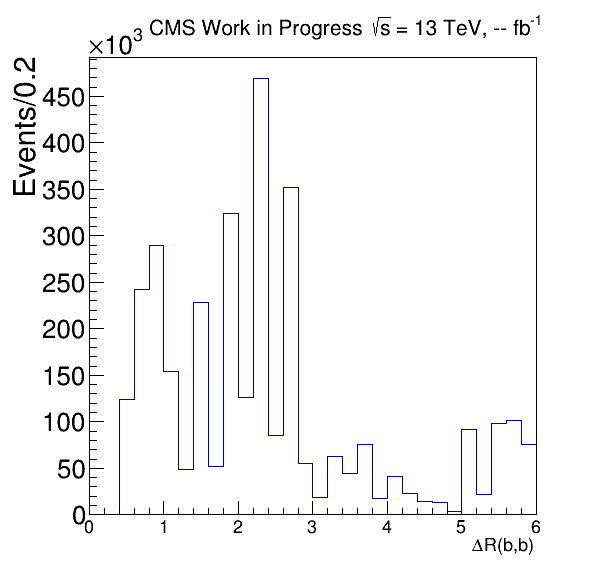 ×10³ CMS Work in Progress √s = 13 TeV, -- fb⁻¹
Events/0.2
450
400
350
300
250
200
150
100
50
0
0 1 2 3 4 5 6
ΔR(b,b)